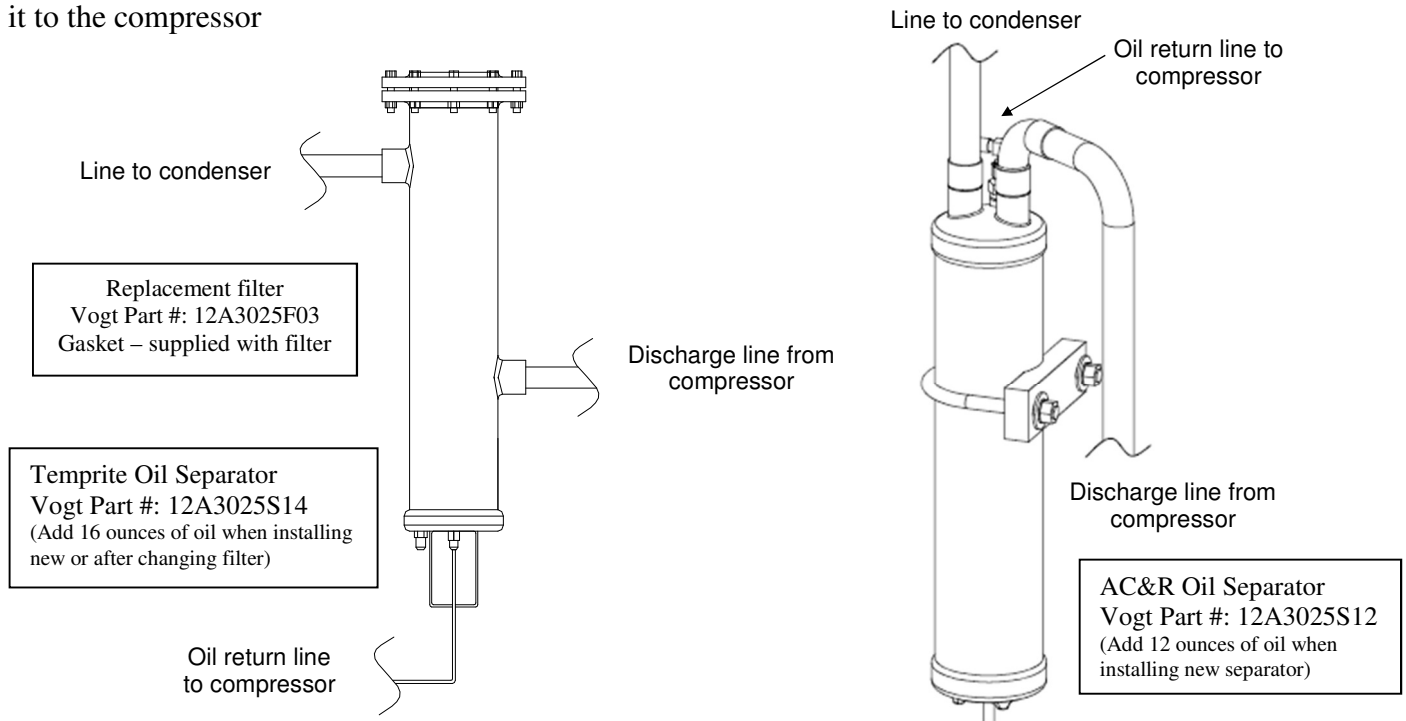 it to the compressor
Line to condenser
Replacement filter
Vogt Part #: 12A3025F03
Gasket – supplied with filter
Discharge line from
compressor
Temprite Oil Separator
Vogt Part #: 12A3025S14
(Add 16 ounces of oil when installing
new or after changing filter)
Oil return line
to compressor
Line to condenser
Oil return line to
compressor
Discharge line from
compressor
AC&R Oil Separator
Vogt Part #: 12A3025S12
(Add 12 ounces of oil when
installing new separator)